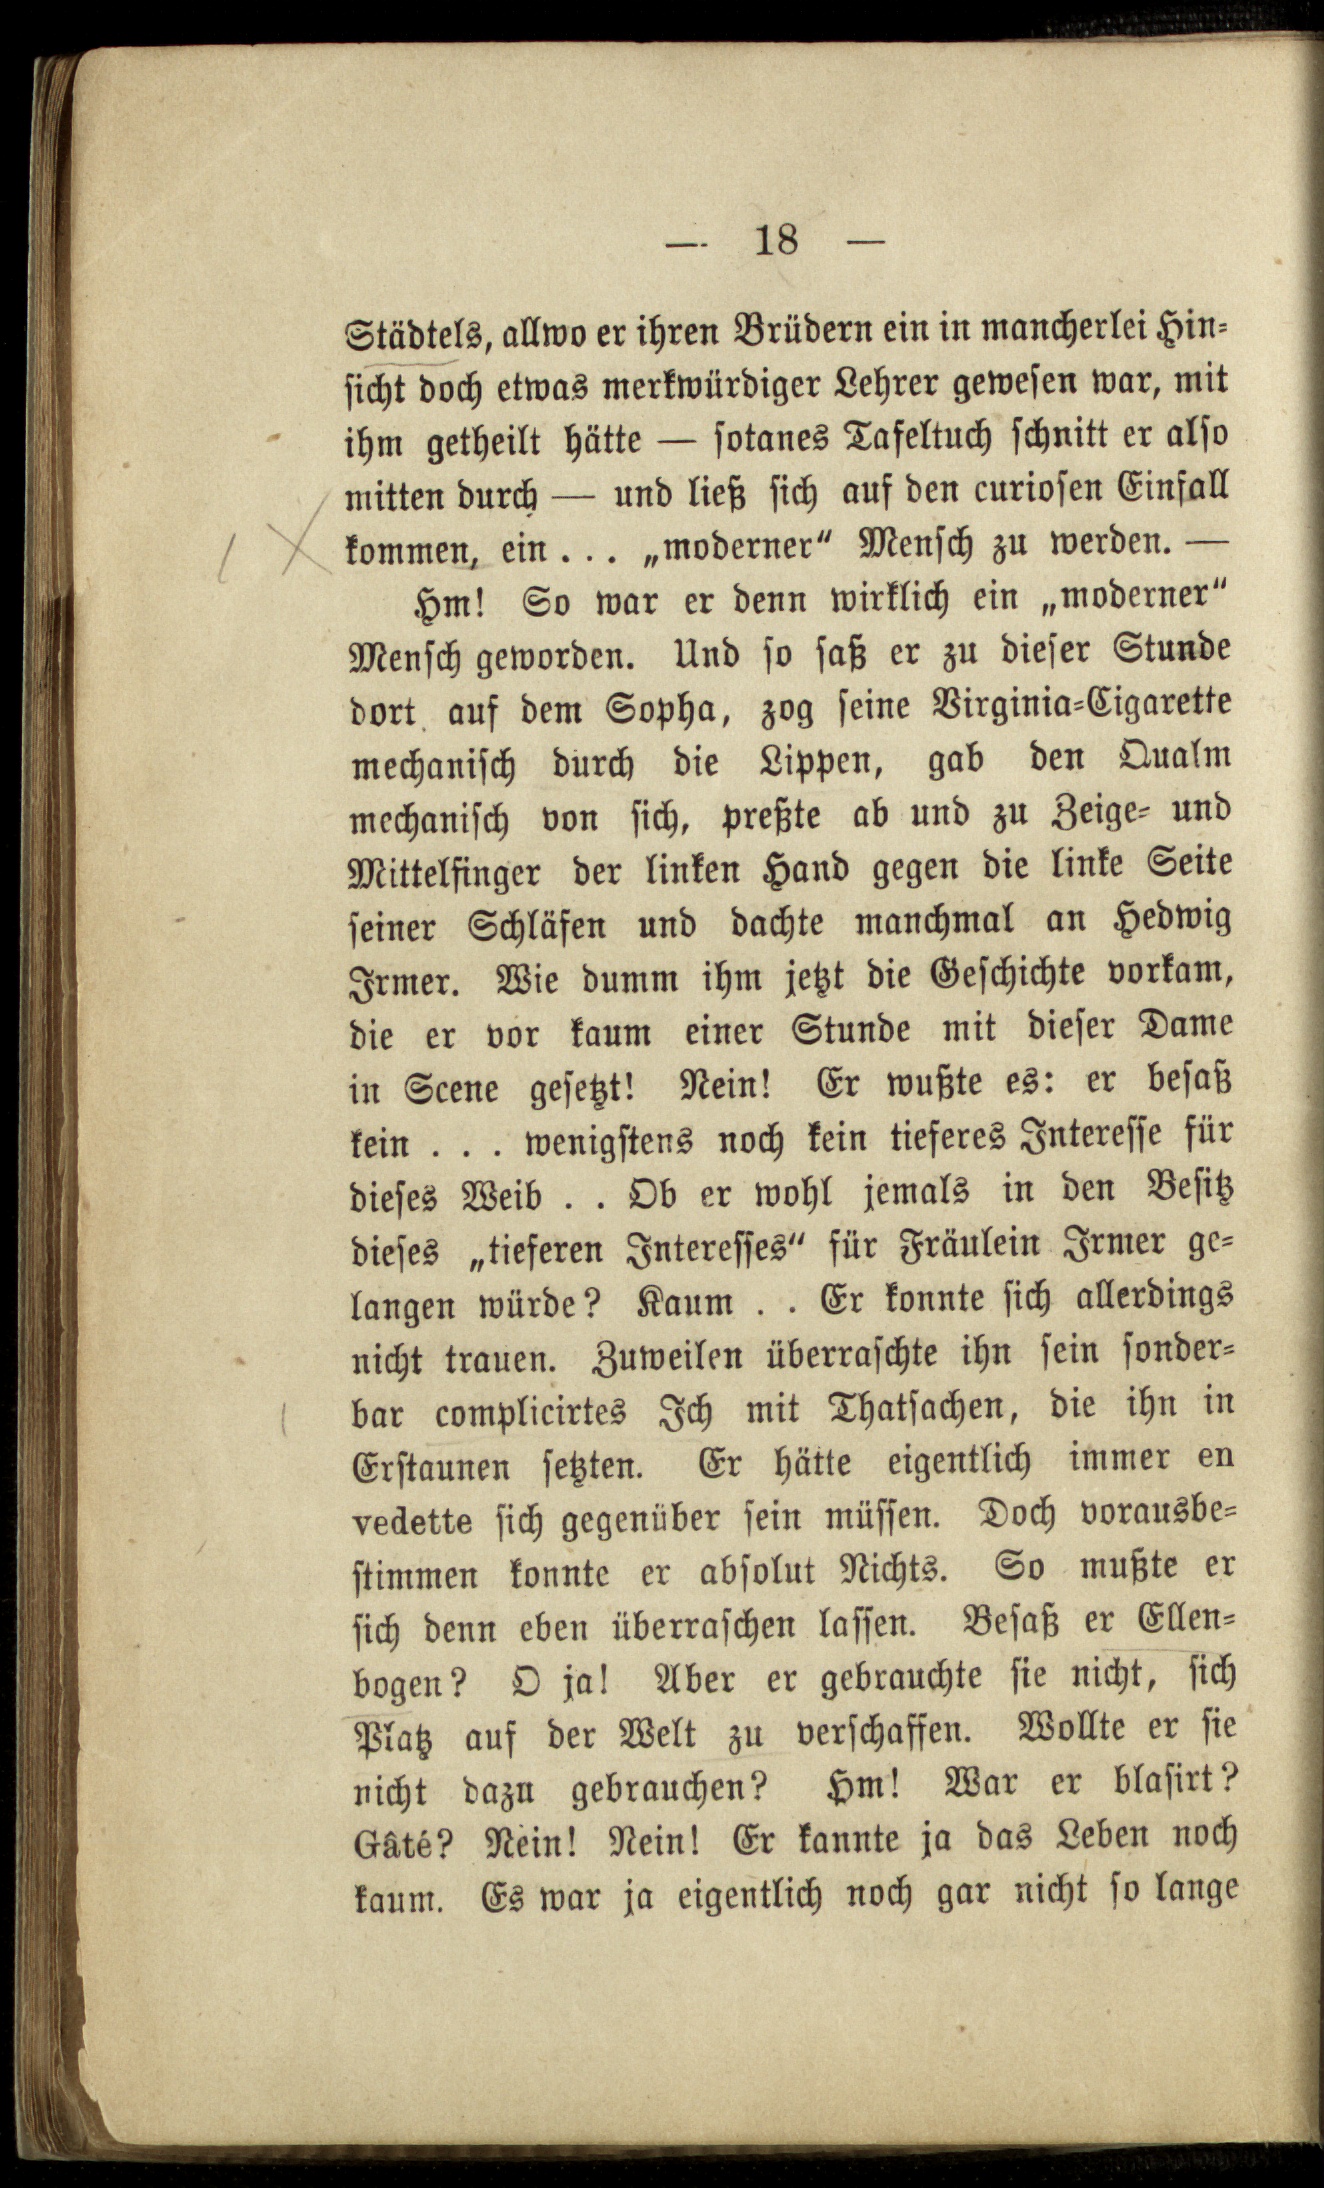 — 18 —
Städtels, allwo er ihren Brüdern ein in mancherlei Hin-
sicht doch etwas merkwürdiger Lehrer gewesen war, mit
ihm getheilt hätte — sotanes Tafeltuch schnitt er also
mitten durch — und ließ sich auf den curiosen Einfall
kommen, ein . . . „moderner“ Mensch zu werden. —
Hm! So war er denn wirklich ein „moderner“
Mensch geworden. Und so saß er zu dieser Stunde
dort auf dem Sopha, zog seine Virginia-Cigarette
mechanisch durch die Lippen, gab den Qualm
mechanisch von sich, preßte ab und zu Zeige- und
Mittelfinger der linken Hand gegen die linke Seite
seiner Schläfen und dachte manchmal an Hedwig
Irmer. Wie dumm ihm jetzt die Geschichte vorkam,
die er vor kaum einer Stunde mit dieser Dame
in Scene gesetzt! Nein! Er wußte es: er besaß
kein . . . wenigstens noch kein tieferes Interesse für
dieses Weib . . Ob er wohl jemals in den Besitz
dieses „tieferen Interesses“ für Fräulein Irmer ge-
langen würde? Kaum . . Er konnte sich allerdings
nicht trauen. Zuweilen überraschte ihn sein sonder-
bar complicirtes Ich mit Thatsachen, die ihn in
Erstaunen setzten. Er hätte eigentlich immer en
vedette sich gegenüber sein müssen. Doch vorausbe-
stimmen konnte er absolut Nichts. So mußte er
sich denn eben überraschen lassen. Besaß er Ellen-
bogen? O ja! Aber er gebrauchte sie nicht, sich
Platz auf der Welt zu verschaffen. Wollte er sie
nicht dazu gebrauchen? Hm! War er blasirt?
Gâté? Nein! Nein! Er kannte ja das Leben noch
kaum. Es war ja eigentlich noch gar nicht so lange